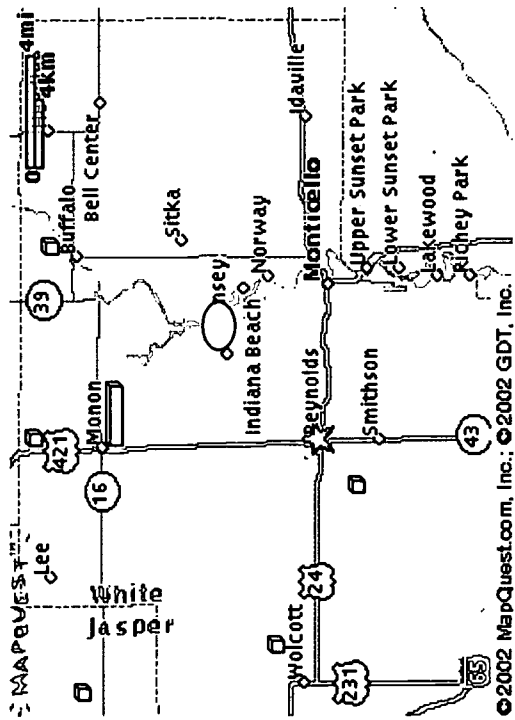 MAPQUEST
0
4mi
4km
Lee
421
39
Buffalo
Monon
16
Bell Center
White
Jasper
Sitka
nsey
Norway
Indiana Beach
Idaville
Monticello
Reynolds
Wolcott
24
231
Upper Sunset Park
Lower Sunset Park
Smithson
Lakewood
Richey Park
43
65
©2002 MapQuest.com, Inc.; ©2002 GDT, Inc.